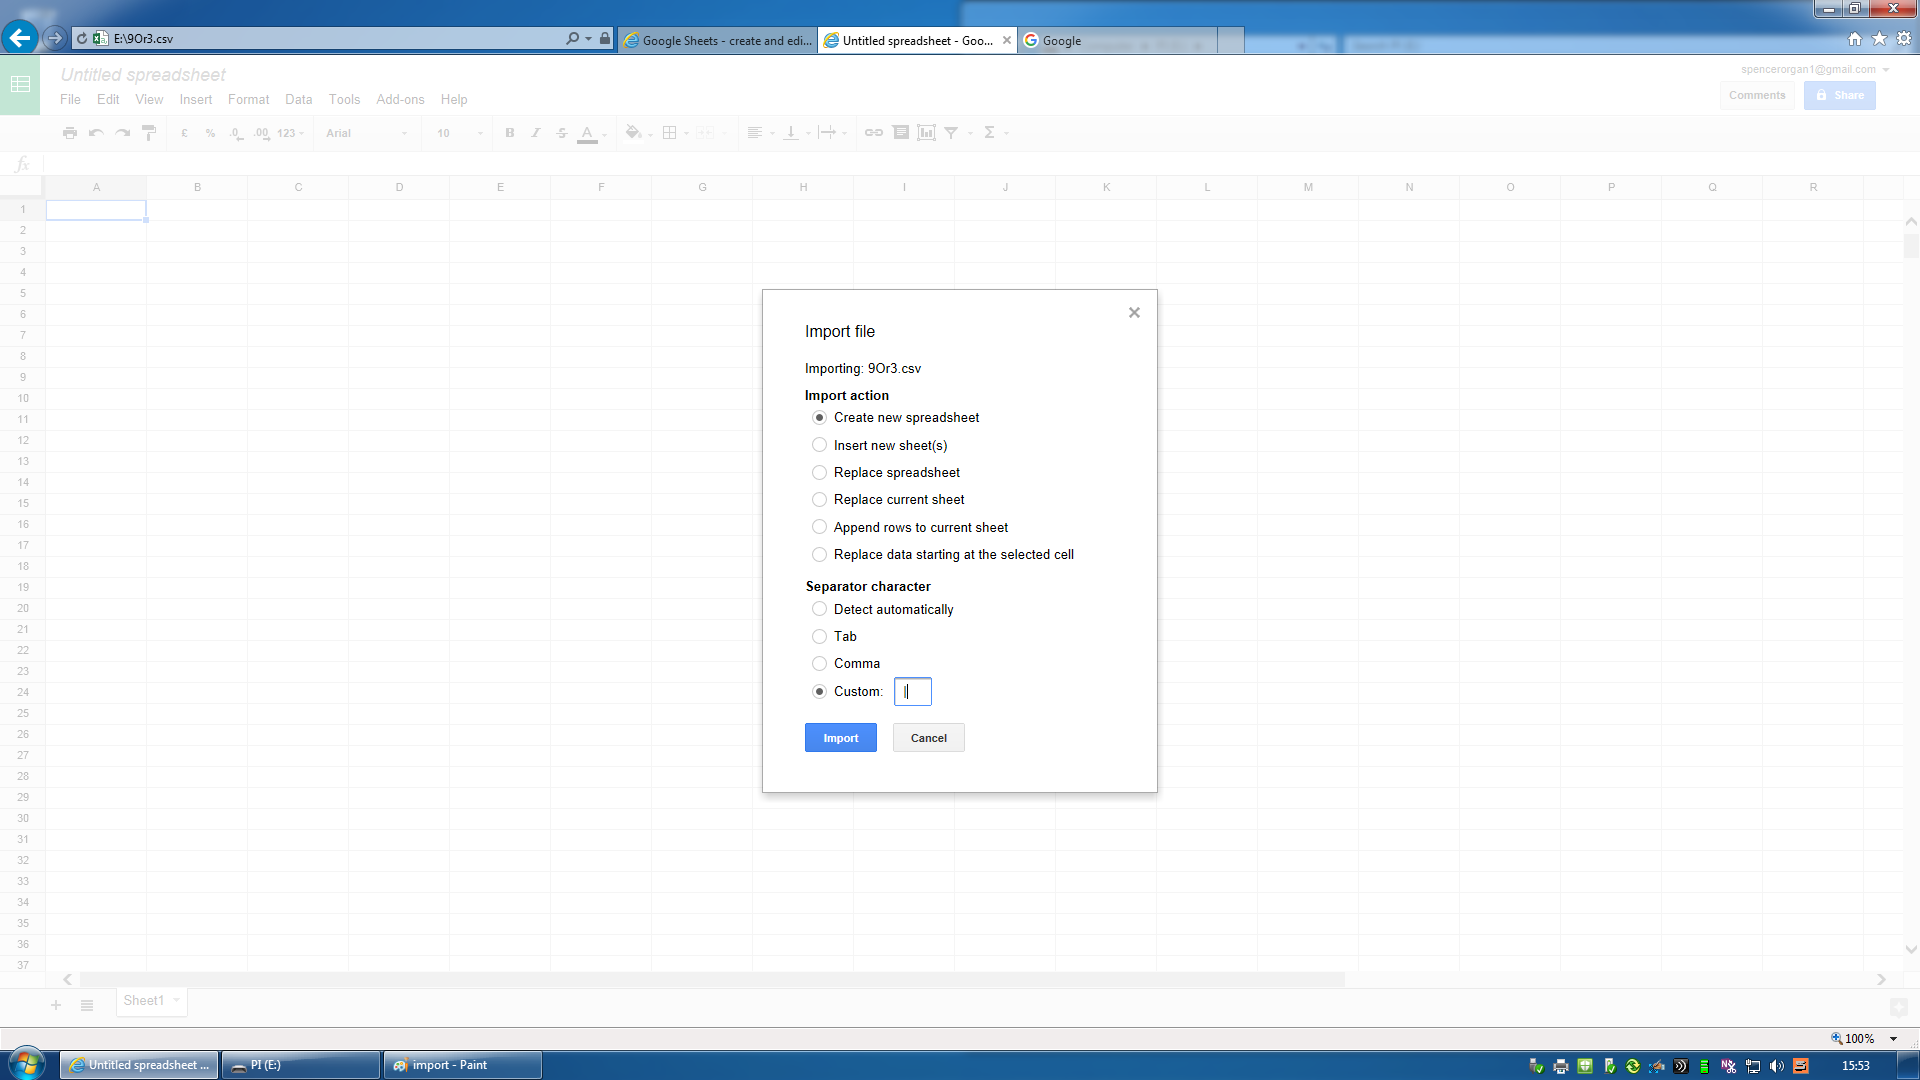 E:\9Or3.csv
Google Sheets - create and edi...
Untitled spreadsheet - Goo...
Google
Untitled spreadsheet
spencerorgan1@gmail.com
File Edit View Insert Format Data Tools Add-ons Help
Comments
Share
£ % .0 .00 123 Arial 10 B I S A Σ
fx
A B C D E F G H I J K L M N O P Q R
1
2
3
4
5
6
7
8
9
10
11
12
13
14
15
16
17
18
19
20
21
22
23
24
25
26
27
28
29
30
31
32
33
34
35
36
37
Import file
Importing: 9Or3.csv
Import action
Create new spreadsheet
Insert new sheet(s)
Replace spreadsheet
Replace current sheet
Append rows to current sheet
Replace data starting at the selected cell
Separator character
Detect automatically
Tab
Comma
Custom: |
Import Cancel
Sheet1
100%
Untitled spreadsheet ...
PI (E:)
import - Paint
15:53